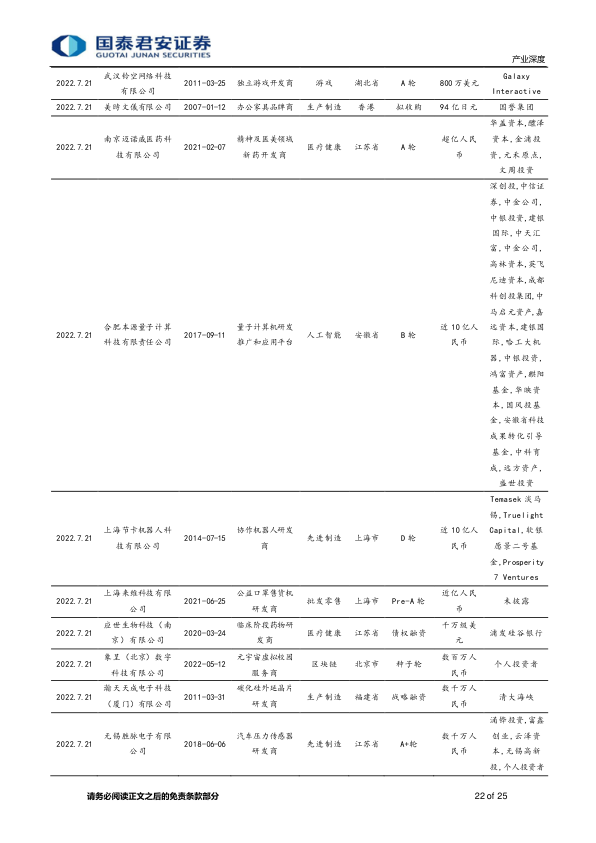 国泰君安证券
GUOTAI JUNAN SECURITIES
产业深度
2022.7.21 武汉铃空网络科技有限公司 2011-03-25 独立游戏开发商 游戏 湖北省 A 轮 800 万美元 Galaxy Interactive
2022.7.21 美時文儀有限公司 2007-01-12 办公家具品牌商 生产制造 香港 拟收购 94 亿日元 国誉集团
2022.7.21 南京迈诺威医药科技有限公司 2021-02-07 精神及医美领域新药开发商 医疗健康 江苏省 A 轮 超亿人民币 华盖资本,醴泽资本,金浦投资,元禾原点,文周投资
2022.7.21 合肥本源量子计算科技有限责任公司 2017-09-11 量子计算机研发推广和应用平台 人工智能 安徽省 B 轮 近 10 亿人民币 深创投,中信证券,中金公司,中银投资,建银国际,中天汇富,中金公司,高林资本,英飞尼迪资本,成都科创投集团,中马启元资产,嘉远资本,建银国际,哈工大机器,中银投资,鸿富资产,麒阳基金,华映资本,国风投基金,安徽省科技成果转化引导基金,中科育成,远方资产,盛世投资
2022.7.21 上海节卡机器人科技有限公司 2014-07-15 协作机器人研发商 先进制造 上海市 D 轮 近 10 亿人民币 Temasek 淡马锡,Truelight Capital,软银愿景二号基金,Prosperity 7 Ventures
2022.7.21 上海来维科技有限公司 2021-06-25 公益口罩售货机研发商 批发零售 上海市 Pre-A 轮 近亿人民币 未披露
2022.7.21 应世生物科技（南京）有限公司 2020-03-24 临床阶段药物研发商 医疗健康 江苏省 债权融资 千万级美元 浦发硅谷银行
2022.7.21 章至（北京）数字科技有限公司 2022-05-12 元宇宙虚拟校园服务商 区块链 北京市 种子轮 数百万人民币 个人投资者
2022.7.21 瀚天天成电子科技（厦门）有限公司 2011-03-31 碳化硅外延晶片研发商 生产制造 福建省 战略融资 数千万人民币 清大海峡
2022.7.21 无锡胜脉电子有限公司 2018-06-06 汽车压力传感器研发商 先进制造 江苏省 A+轮 数千万人民币 涌铧投资,富鑫创业,云泽资本,无锡高新投,个人投资者
请务必阅读正文之后的免责条款部分
22 of 25